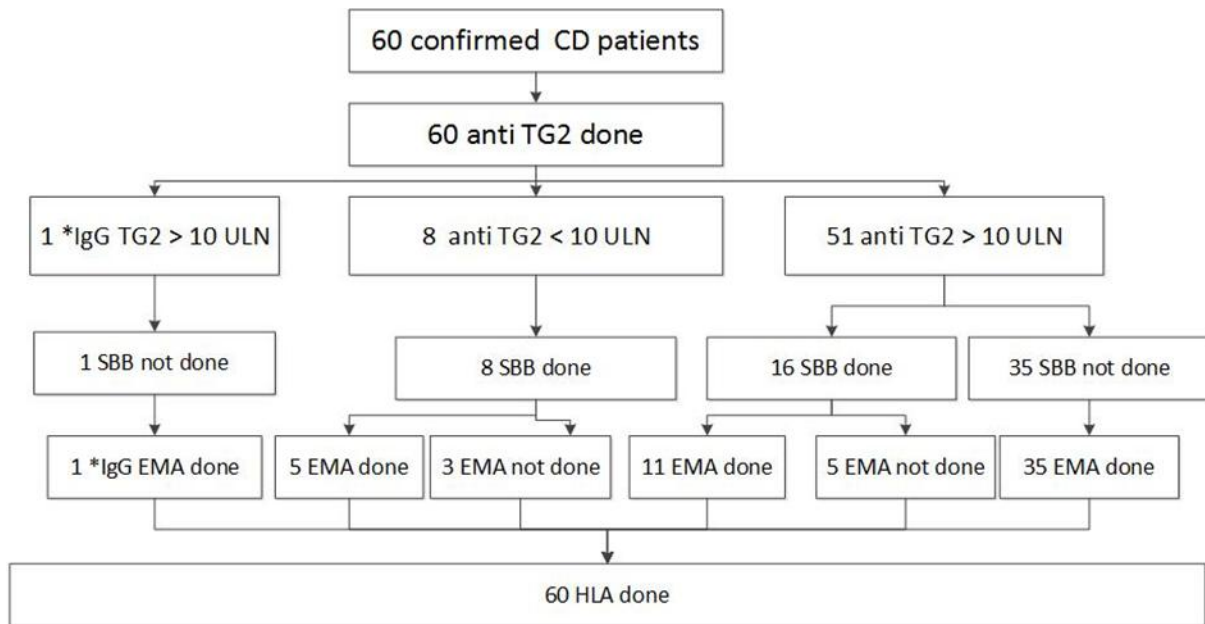 60 confirmed CD patients
60 anti TG2 done
1 *IgG TG2 > 10 ULN
8 anti TG2 < 10 ULN
51 anti TG2 > 10 ULN
1 SBB not done
8 SBB done
16 SBB done
35 SBB not done
1 *IgG EMA done
5 EMA done
3 EMA not done
11 EMA done
5 EMA not done
35 EMA done
60 HLA done